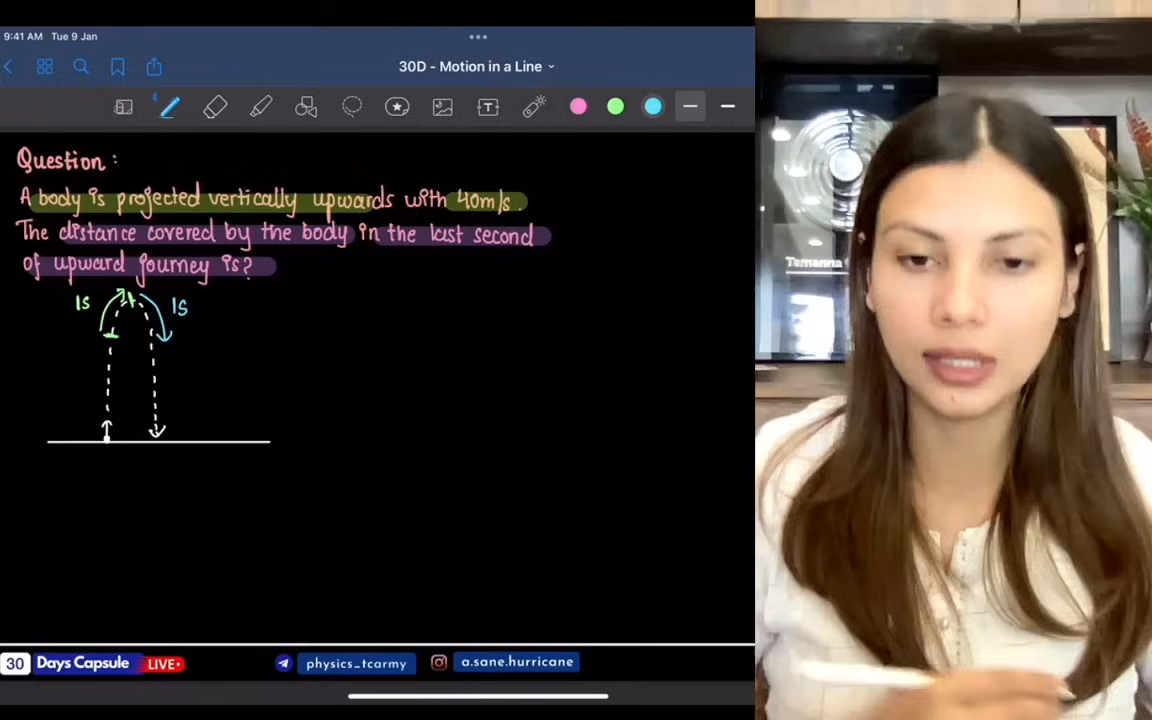 9:41 AM Tue 9 Jan
30D - Motion in a Line
T
Question :
A body is projected vertically upwards with 40m/s.
The distance covered by the body in the last second
of upward journey is?
1s 1s
Tamanna
30 Days Capsule LIVE
physics_tcarmy
a.sane.hurricane